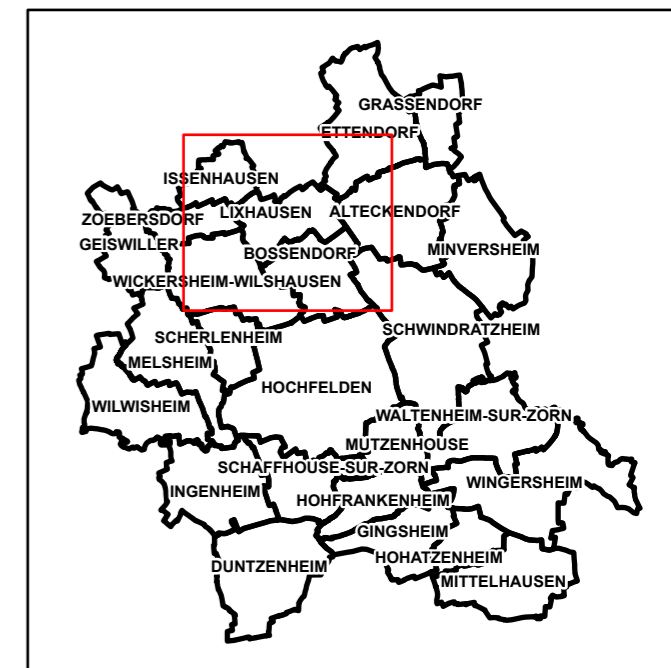 GRASSENDORF
ETTENDORF
ISSENHAUSEN
LIXHAUSEN
ALTECKENDORF
ZOEBERSDORF
GEISWILLER
MINVERSHEIM
BOSSENDORF
WICKERSHEIM-WILSHAUSEN
SCHWINDRATZHEIM
SCHERLENHEIM
MELSHEIM
HOCHFELDEN
WILWISHEIM
WALTENHEIM-SUR-ZORN
MUTZENHOUSE
SCHAFFHOUSE-SUR-ZORN
WINGERSHEIM
INGENHEIM
HOHFRANKENHEIM
GINGSHEIM
HOHATZENHEIM
DUNTZENHEIM
MITTELHAUSEN